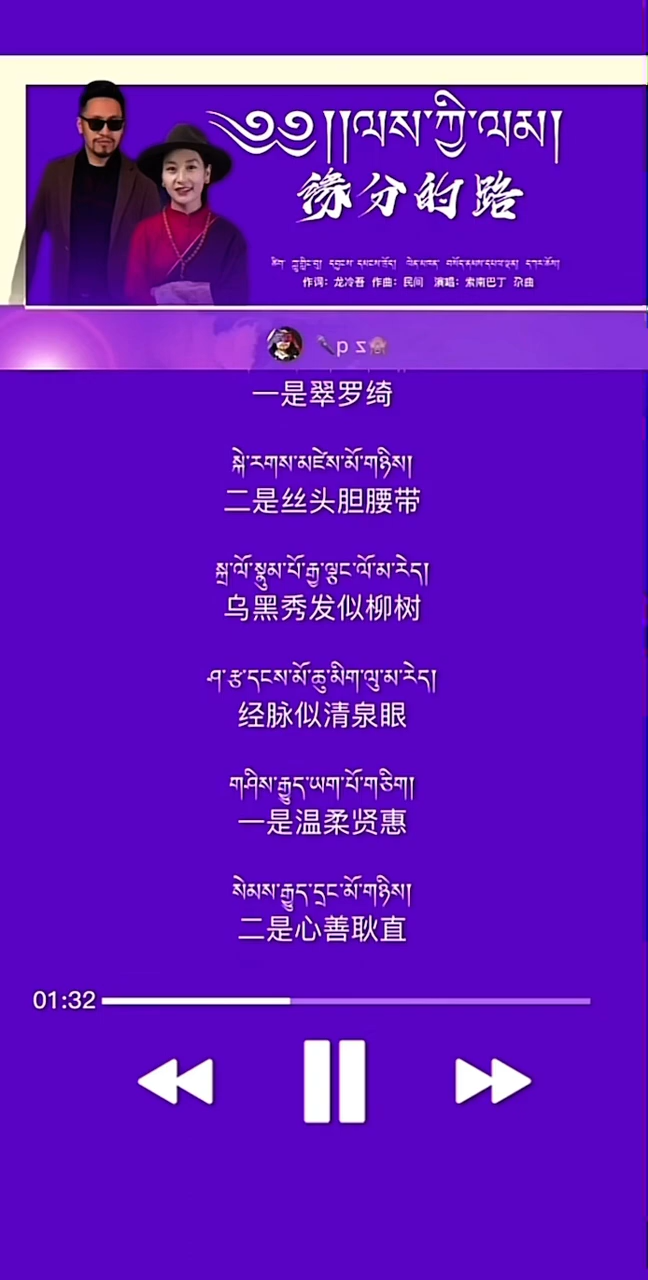 ༄༅།།ལས་ཀྱི་ལམ།
缘分的路
作词：龙冷吾 作曲：民间 演唱：索南巴丁 尕曲
p z
一是翠罗绮
སྐེ་རགས་མཛེས་མོ་གཉིས།
二是丝头胆腰带
སྐྲ་ལོ་སྣུམ་པོ་རྒྱ་ལྕང་ལོ་མ་རེད།
乌黑秀发似柳树
ཤ་རྩ་དངས་མོ་ཆུ་མིག་ལུ་མ་རེད།
经脉似清泉眼
གཤིས་རྒྱུད་ཡག་པོ་གཅིག།
一是温柔贤惠
སེམས་རྒྱུད་དྲང་མོ་གཉིས།
二是心善耿直
01:32